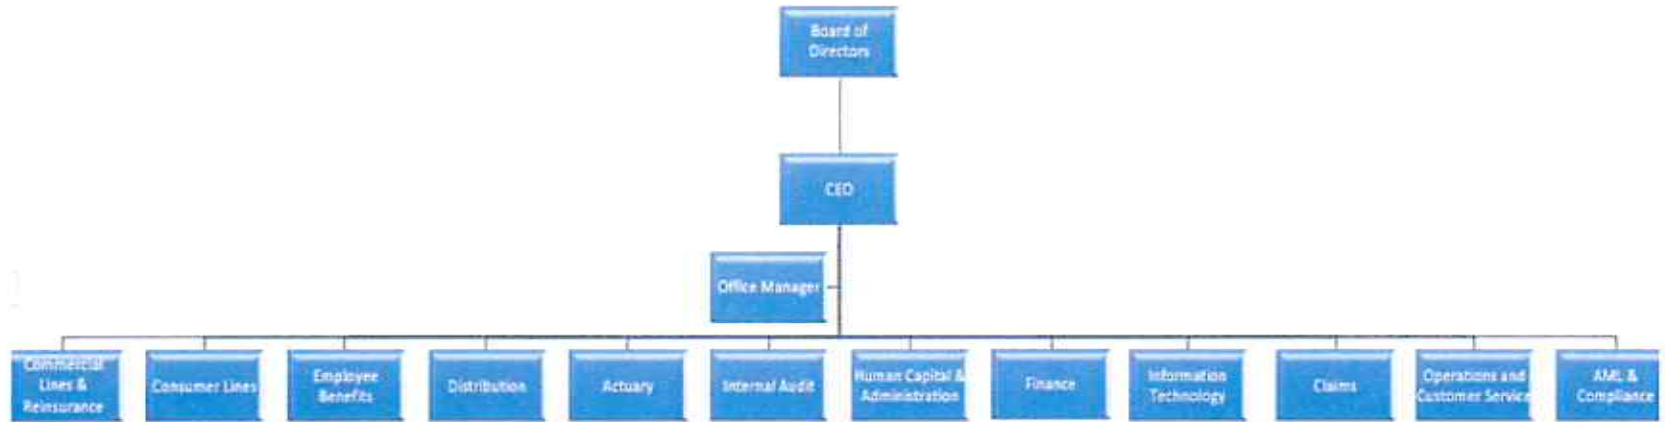 Board of
Directors
CEO
Office Manager
Commercial
Lines &
Reinsurance
Consumer Lines
Employee
Benefits
Distribution
Actuary
Internal Audit
Human Capital &
Administration
Finance
Information
Technology
Claims
Operations and
Customer Service
AML &
Compliance